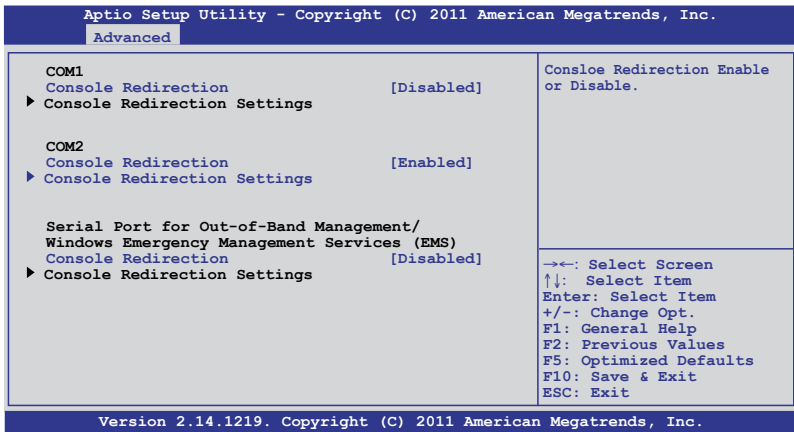 Aptio Setup Utility - Copyright (C) 2011 American Megatrends, Inc.
Advanced
COM1
Console Redirection [Disabled]
Console Redirection Settings
COM2
Console Redirection [Enabled]
Console Redirection Settings
Serial Port for Out-of-Band Management/
Windows Emergency Management Services (EMS)
Console Redirection [Disabled]
Console Redirection Settings
Consloe Redirection Enable
or Disable.
→←: Select Screen
↑↓: Select Item
Enter: Select Item
+/-: Change Opt.
F1: General Help
F2: Previous Values
F5: Optimized Defaults
F10: Save & Exit
ESC: Exit
Version 2.14.1219. Copyright (C) 2011 American Megatrends, Inc.